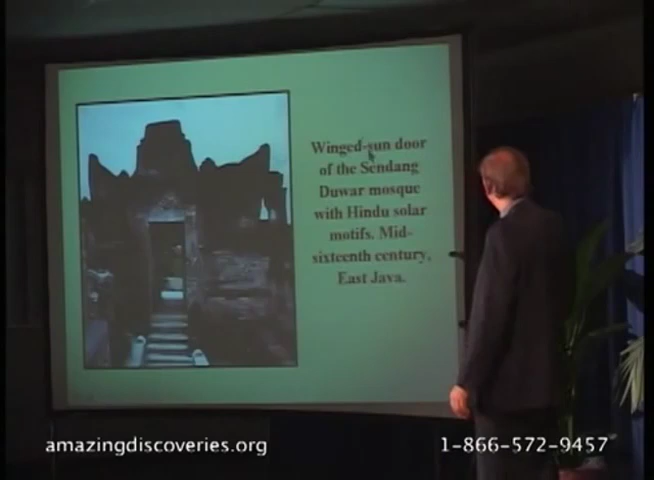 Winged-sun door
of the Sendang
Duwar mosque
with Hindu solar
motifs. Mid-
sixteenth century,
East Java.
amazingdiscoveries.org
1-866-572-9457